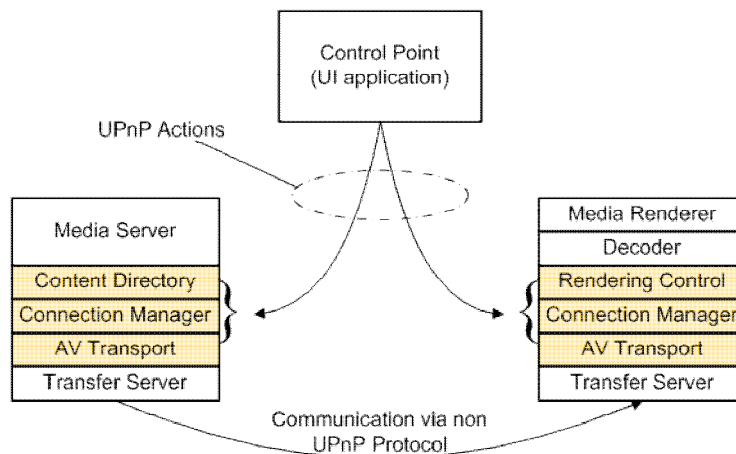 Control Point
(UI application)
UPnP Actions
Media Server
Content Directory
Connection Manager
AV Transport
Transfer Server
Media Renderer
Decoder
Rendering Control
Connection Manager
AV Transport
Transfer Server
Communication via non
UPnP Protocol